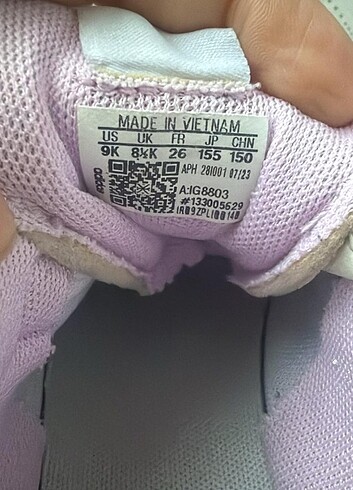 MADE IN VIETNAM
US UK FR JP CHN
9K 8½K 26 155 150
APH 281001 07/23
A:IG8803
#133005629